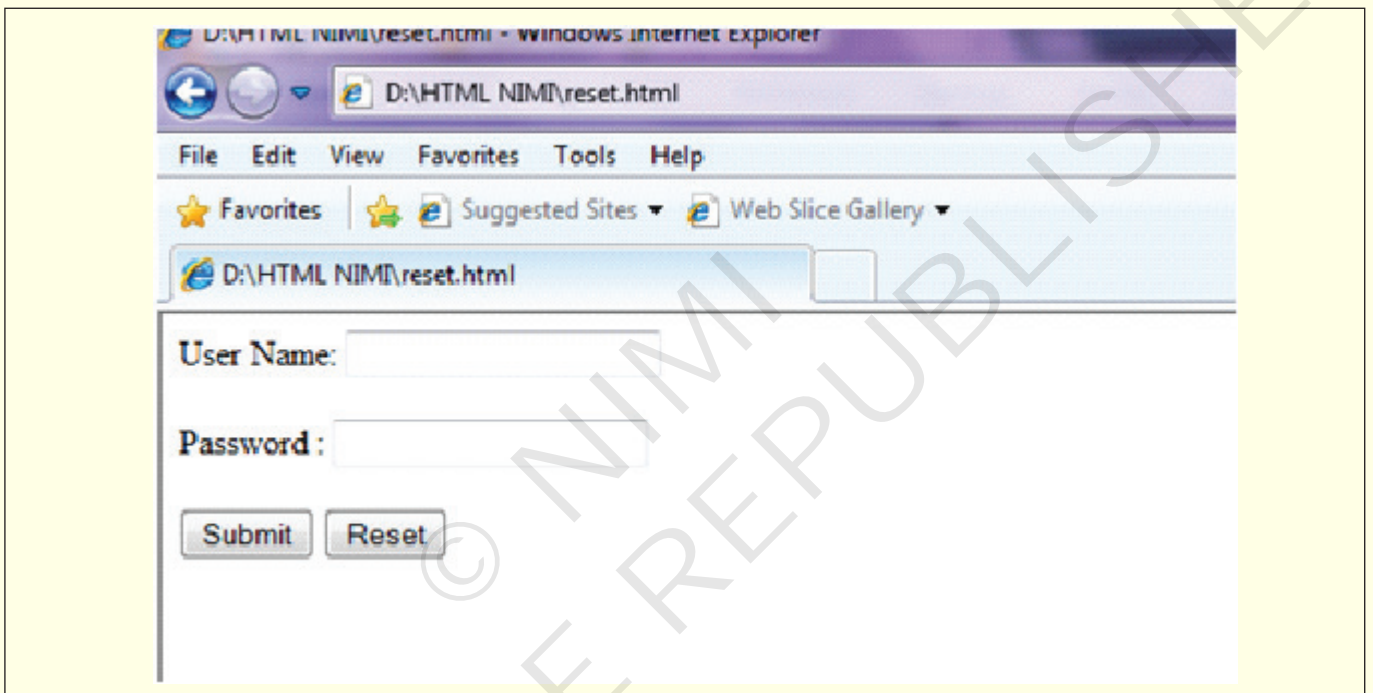 D:\HTML NIMI\reset.html - Windows Internet Explorer
D:\HTML NIMI\reset.html
File Edit View Favorites Tools Help
Favorites Suggested Sites Web Slice Gallery
D:\HTML NIMI\reset.html
User Name:
Password :
Submit Reset
© NIMI
E REPUBLISHE